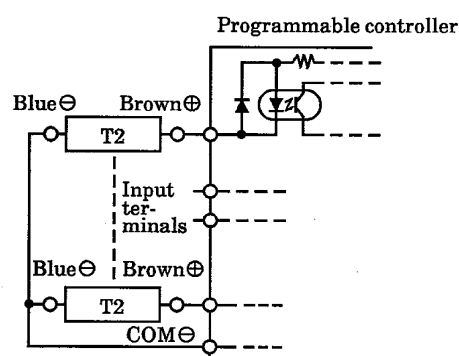 Programmable controller
Blue⊖ Brown⊕
T2
Input
ter-
minals
Blue⊖ Brown⊕
T2
COM⊖